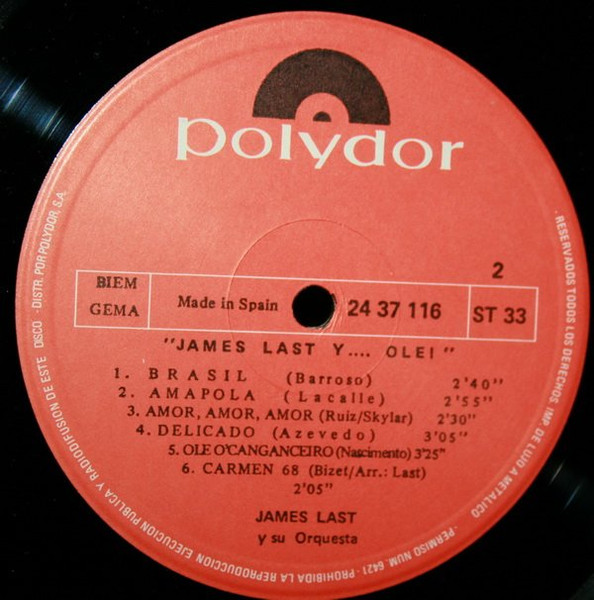 polydor
BIEM
GEMA
Made in Spain
24 37 116
2
ST 33
"JAMES LAST Y.... OLE! "
1. BRASIL (Barroso) 2'40"
2. AMAPOLA (Lacalle) 2'55"
3. AMOR, AMOR, AMOR (Ruiz/Skylar) 2'30"
4. DELICADO (Azevedo) 3'05"
5. OLE O'CANGANCEIRO (Nascimento) 3'25"
6. CARMEN 68 (Bizet/Arr.: Last)
2'05"
JAMES LAST
y su Orquesta
· RESERVADOS TODOS LOS DERECHOS. IMP. DE LUJO A METALICO · PERMISO NUM. 6421 · PROHIBIDA LA REPRODUCCION EJECUCION PUBLICA Y RADIODIFUSION DE ESTE DISCO · DISTR. POR POLYDOR, S.A.